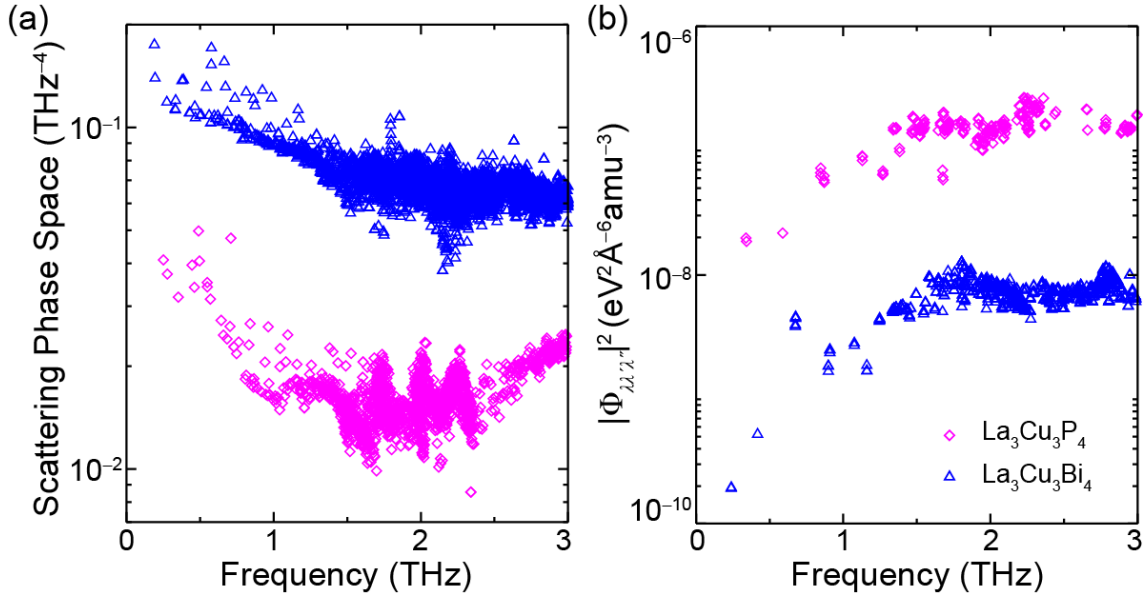 (a)
Scattering Phase Space (THz⁻⁴)
10⁻¹
10⁻²
0
1
2
3
Frequency (THz)
(b)
|Φλλ′λ″|² (eV²Å⁻⁶amu⁻³)
10⁻⁶
10⁻⁸
10⁻¹⁰
La₃Cu₃P₄
La₃Cu₃Bi₄
0
1
2
3
Frequency (THz)